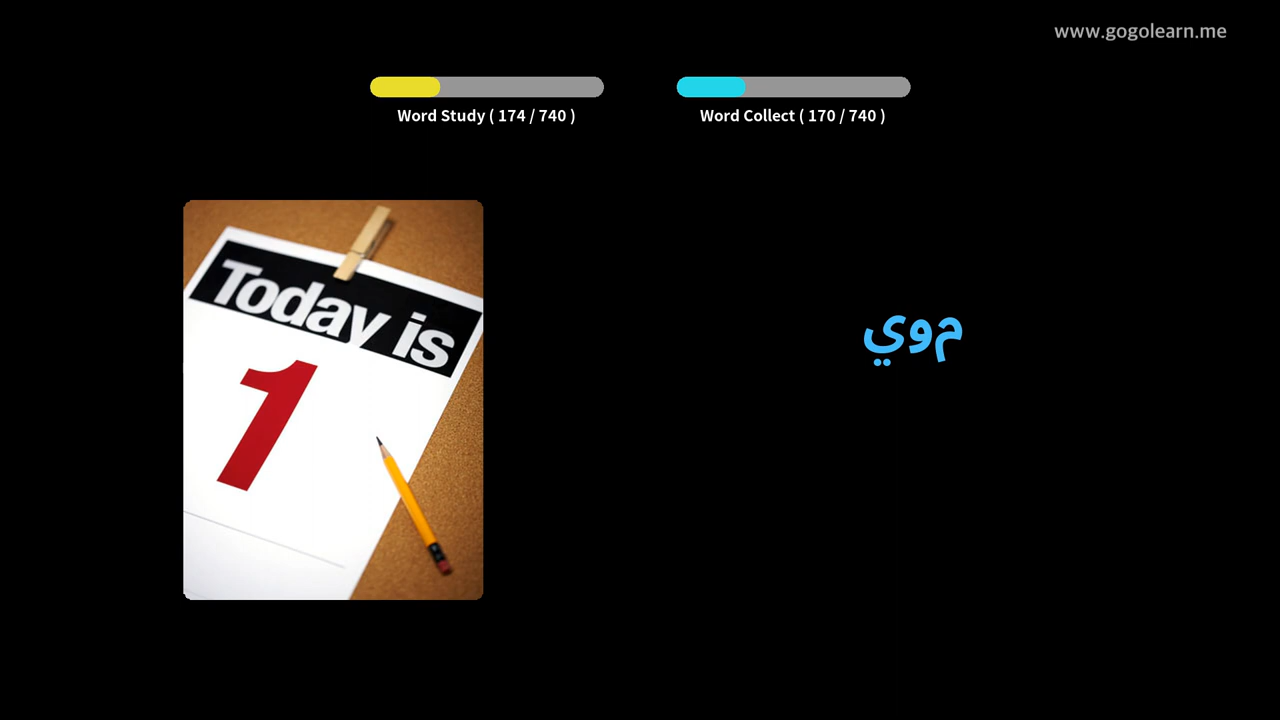 www.gogolearn.me
Word Study ( 174 / 740 )
Word Collect ( 170 / 740 )
Today is
1
يوم